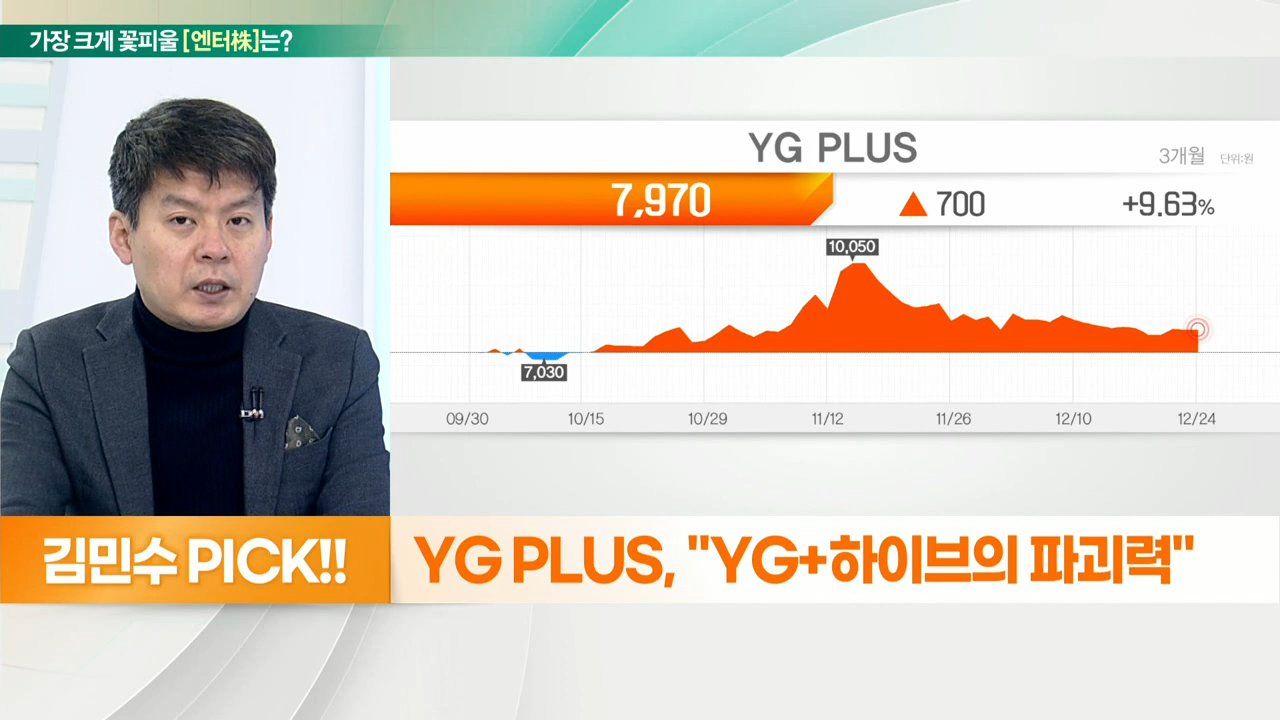 가장 크게 꽃피울 [엔터株]는?
YG PLUS
3개월 단위:원
7,970 ▲ 700 +9.63%
10,050
7,030
09/30 10/15 10/29 11/12 11/26 12/10 12/24
김민수 PICK!!
YG PLUS, "YG+하이브의 파괴력"